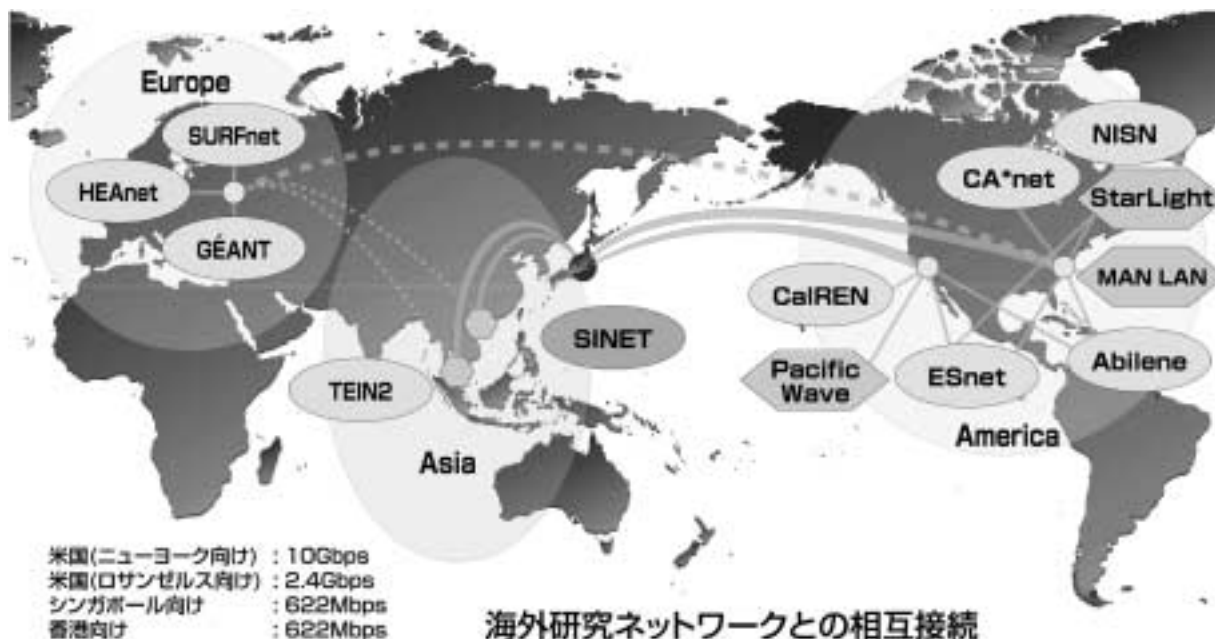 Europe
SURFnet
HEAnet
GÉANT
NISN
CA*net
StarLight
MAN LAN
CalREN
SINET
Pacific
Wave
ESnet
Abilene
TEIN2
America
Asia
米国(ニューヨーク向け) : 10Gbps
米国(ロサンゼルス向け) : 2.4Gbps
シンガポール向け : 622Mbps
香港向け : 622Mbps
海外研究ネットワークとの相互接続